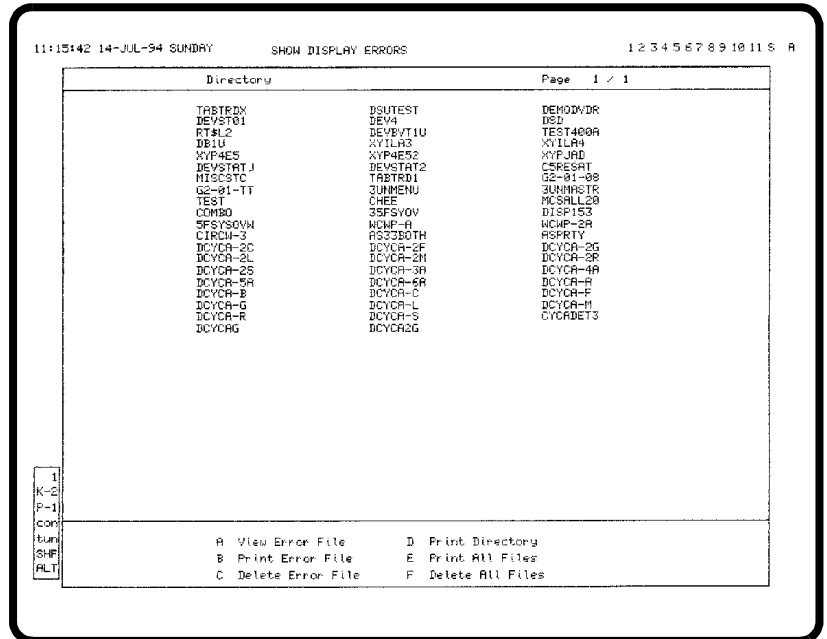 11:15:42 14-JUL-94 SUNDAY SHOW DISPLAY ERRORS 1 2 3 4 5 6 7 8 9 10 11 S A
Directory Page 1 / 1
TABTRDX DSUTEST DEMODVDR
DEVST01 DEV4 DSD
RT$L2 DEVBVT1U TEST400A
DB1U XYILA3 XYILA4
XYP4E5 XYP4E52 XYPJAD
DEVSTATJ DEVSTAT2 C5RESAT
MISCSTC TABTRD1 G2-01-08
G2-01-TT 3UNMENU 3UNMASTR
TEST CHEE MCSALL20
COMBO 35FSYOV DISP153
5FSYSOVW WCWP-A WCWP-2A
CIRCW-3 AS33BOTH ASPRTY
DCYCA-2C DCYCA-2F DCYCA-2G
DCYCA-2L DCYCA-2M DCYCA-2R
DCYCA-2S DCYCA-3A DCYCA-4A
DCYCA-5A DCYCA-6A DCYCA-A
DCYCA-B DCYCA-C DCYCA-F
DCYCA-G DCYCA-L DCYCA-M
DCYCA-R DCYCA-S CYCADET3
DCYCAG DCYCA2G
1
K-2
P-1
con
tun
SHF
ALT
A View Error File D Print Directory
B Print Error File E Print All Files
C Delete Error File F Delete All Files